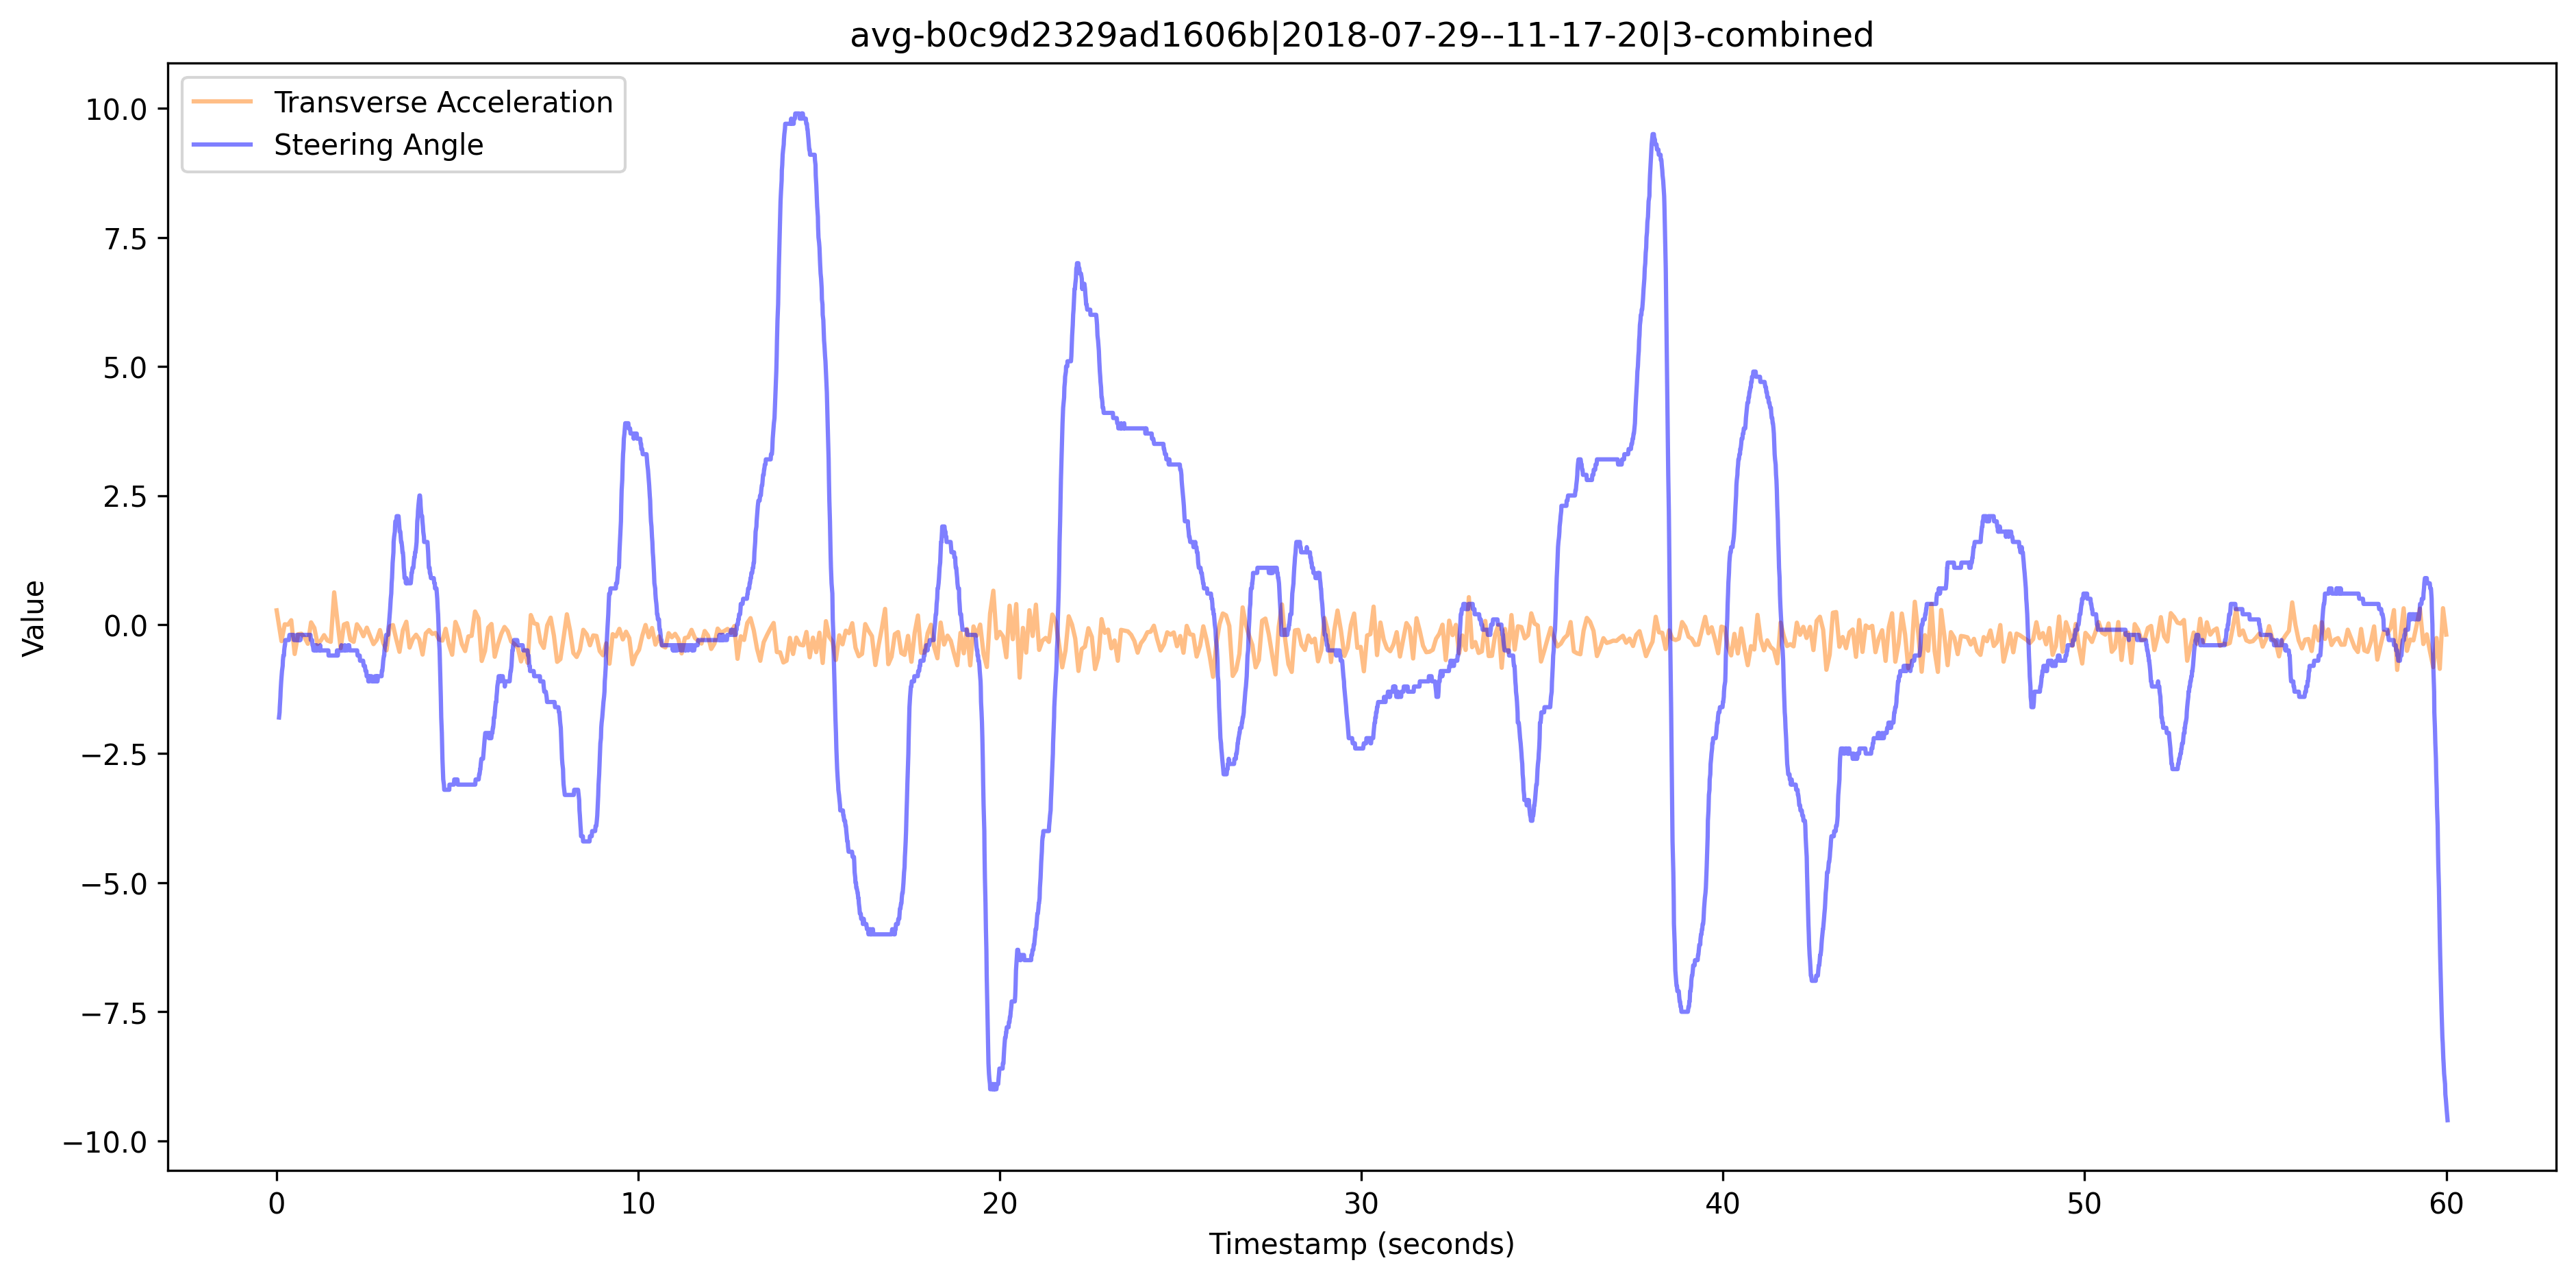 avg-b0c9d2329ad1606b|2018-07-29--11-17-20|3-combined
Transverse Acceleration
Steering Angle
10.0
7.5
5.0
2.5
0.0
−2.5
−5.0
−7.5
−10.0
Value
0 10 20 30 40 50 60
Timestamp (seconds)